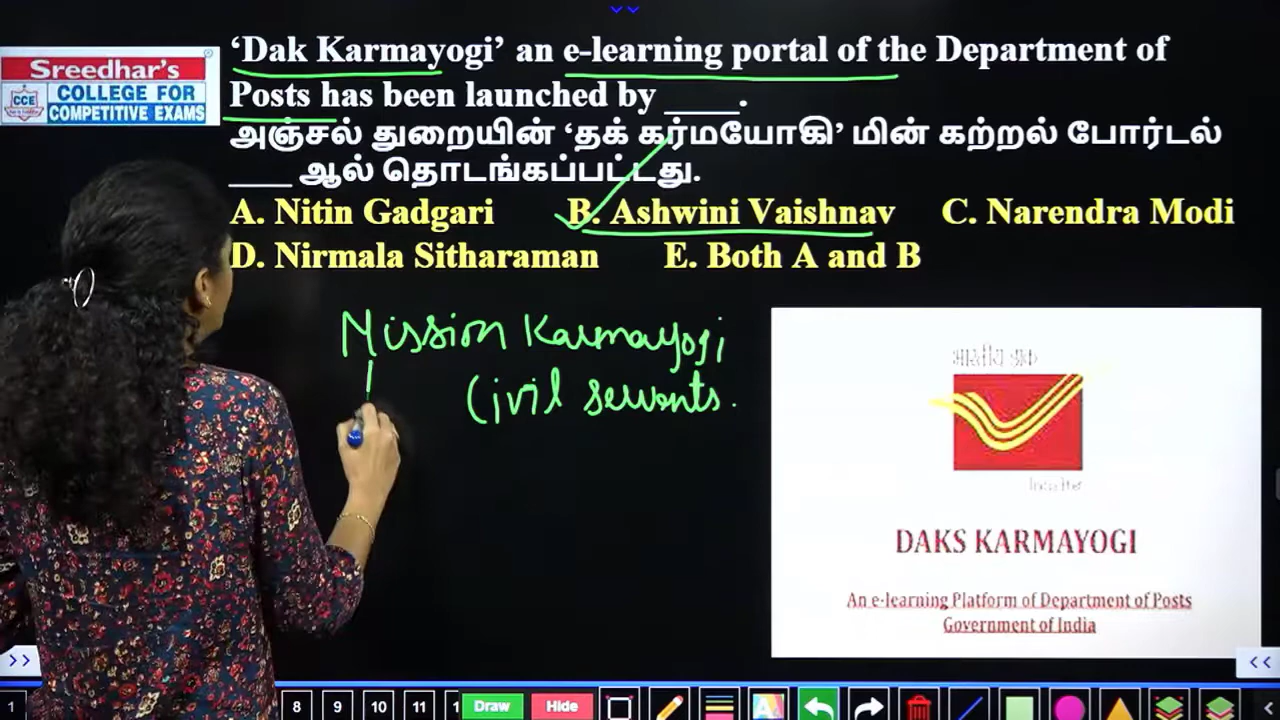 ‘Dak Karmayogi’ an e-learning portal of the Department of
Posts has been launched by ____.
அஞ்சல் துறையின் ‘தக் கர்மயோகி’ மின் கற்றல் போர்டல்
____ ஆல் தொடங்கப்பட்டது.
A. Nitin Gadgari B. Ashwini Vaishnav C. Narendra Modi
D. Nirmala Sitharaman E. Both A and B
Sreedhar's
CCE
COLLEGE FOR
COMPETITIVE EXAMS
Mission Karmayogi
Civil servants.
DAKS KARMAYOGI
An e-learning Platform of Department of Posts
Government of India
1 8 9 10 11 Draw Hide